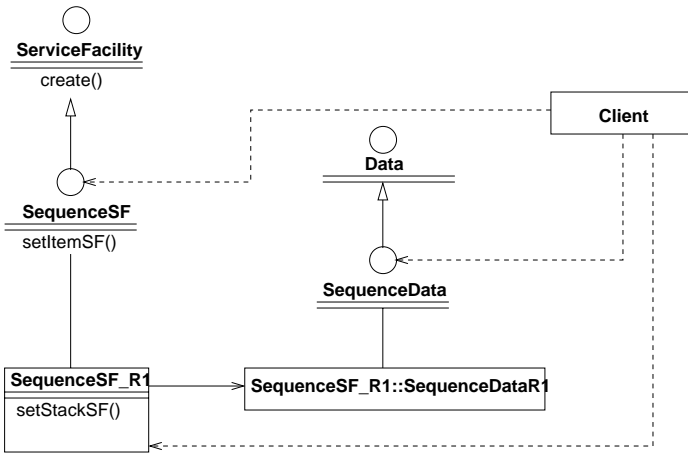 ServiceFacility
create()
Client
Data
SequenceSF
setItemSF()
SequenceData
SequenceSF_R1
SequenceSF_R1::SequenceDataR1
setStackSF()